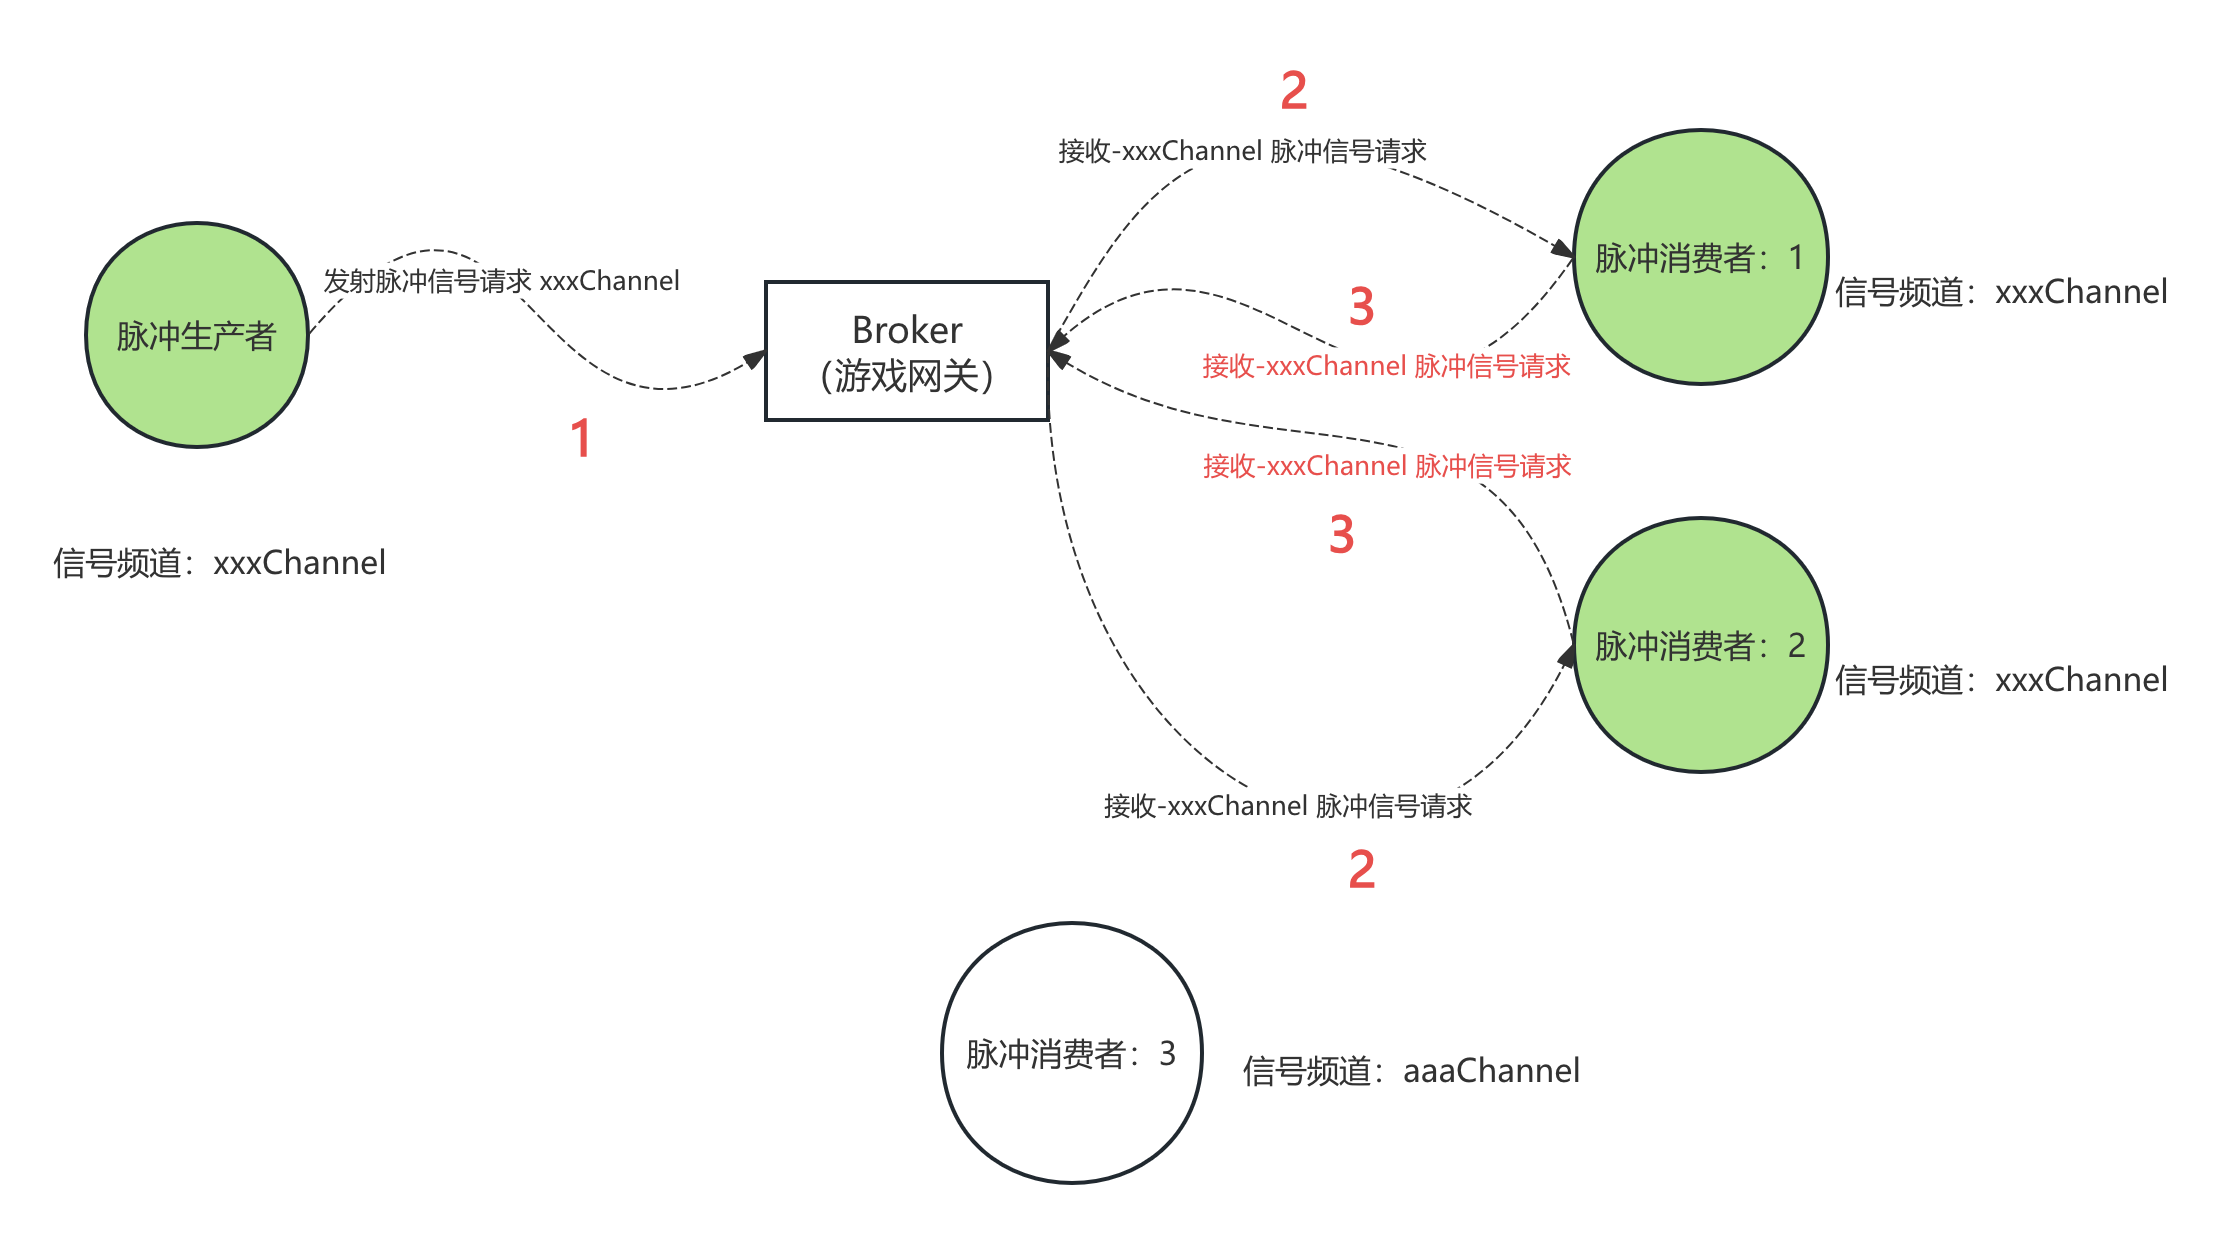 2
接收-xxxChannel 脉冲信号请求
脉冲消费者：1
信号频道：xxxChannel
发射脉冲信号请求 xxxChannel
脉冲生产者
Broker
（游戏网关）
3
接收-xxxChannel 脉冲信号请求
1
接收-xxxChannel 脉冲信号请求
3
信号频道：xxxChannel
脉冲消费者：2
信号频道：xxxChannel
接收-xxxChannel 脉冲信号请求
2
脉冲消费者：3
信号频道：aaaChannel